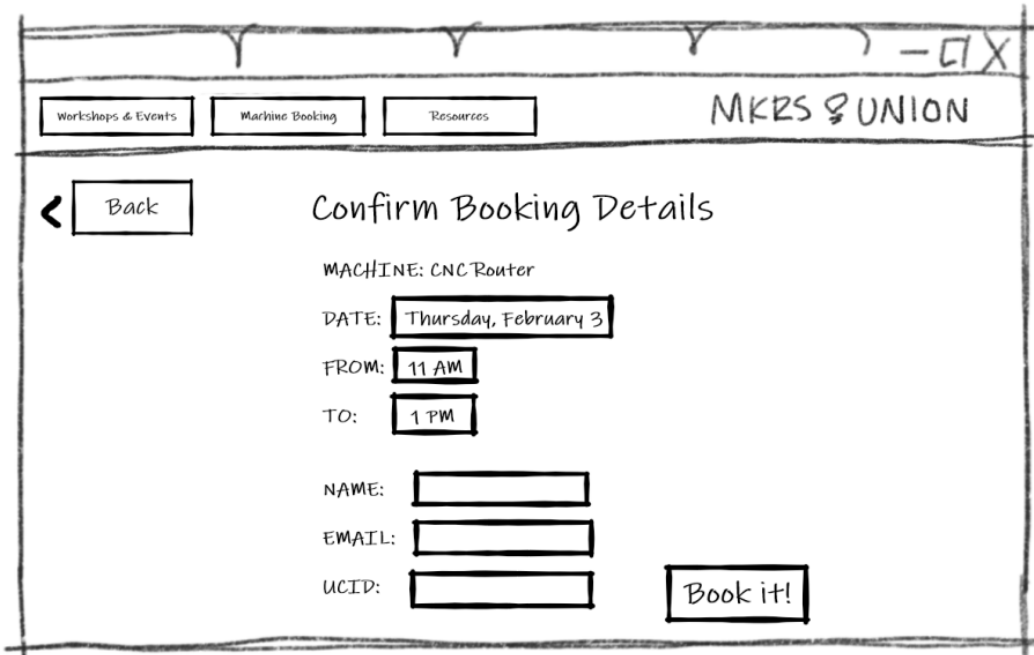 Workshops & Events Machine Booking Resources MKRS & UNION
Back
Confirm Booking Details
MACHINE: CNC Router
DATE: Thursday, February 3
FROM: 11 AM
TO: 1 PM
NAME:
EMAIL:
UCID:
Book it!